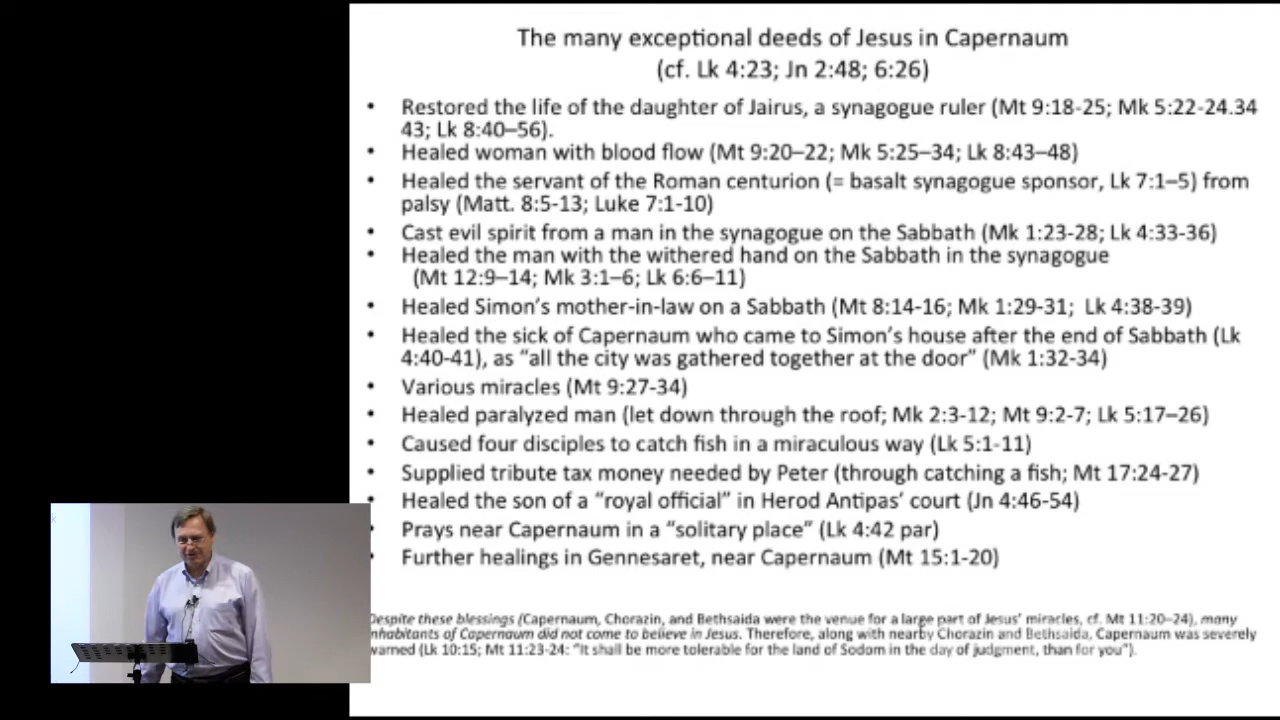 The many exceptional deeds of Jesus in Capernaum
(cf. Lk 4:23; Jn 2:48; 6:26)
• Restored the life of the daughter of Jairus, a synagogue ruler (Mt 9:18-25; Mk 5:22-24.34
43; Lk 8:40–56).
• Healed woman with blood flow (Mt 9:20–22; Mk 5:25–34; Lk 8:43–48)
• Healed the servant of the Roman centurion (= basalt synagogue sponsor, Lk 7:1–5) from
palsy (Matt. 8:5-13; Luke 7:1-10)
• Cast evil spirit from a man in the synagogue on the Sabbath (Mk 1:23-28; Lk 4:33-36)
• Healed the man with the withered hand on the Sabbath in the synagogue
(Mt 12:9–14; Mk 3:1–6; Lk 6:6–11)
• Healed Simon’s mother-in-law on a Sabbath (Mt 8:14-16; Mk 1:29-31; Lk 4:38-39)
• Healed the sick of Capernaum who came to Simon’s house after the end of Sabbath (Lk
4:40-41), as “all the city was gathered together at the door” (Mk 1:32-34)
• Various miracles (Mt 9:27-34)
• Healed paralyzed man (let down through the roof; Mk 2:3-12; Mt 9:2-7; Lk 5:17–26)
• Caused four disciples to catch fish in a miraculous way (Lk 5:1-11)
• Supplied tribute tax money needed by Peter (through catching a fish; Mt 17:24-27)
• Healed the son of a “royal official” in Herod Antipas’ court (Jn 4:46-54)
• Prays near Capernaum in a “solitary place” (Lk 4:42 par)
• Further healings in Gennesaret, near Capernaum (Mt 15:1-20)
Despite these blessings (Capernaum, Chorazin, and Bethsaida were the venue for a large part of Jesus’ miracles, cf. Mt 11:20–24), many
nhabitants of Capernaum did not come to believe in Jesus. Therefore, along with nearby Chorazin and Bethsaida, Capernaum was severely
warned (Lk 10:15; Mt 11:23-24: “It shall be more tolerable for the land of Sodom in the day of judgment, than for you”).